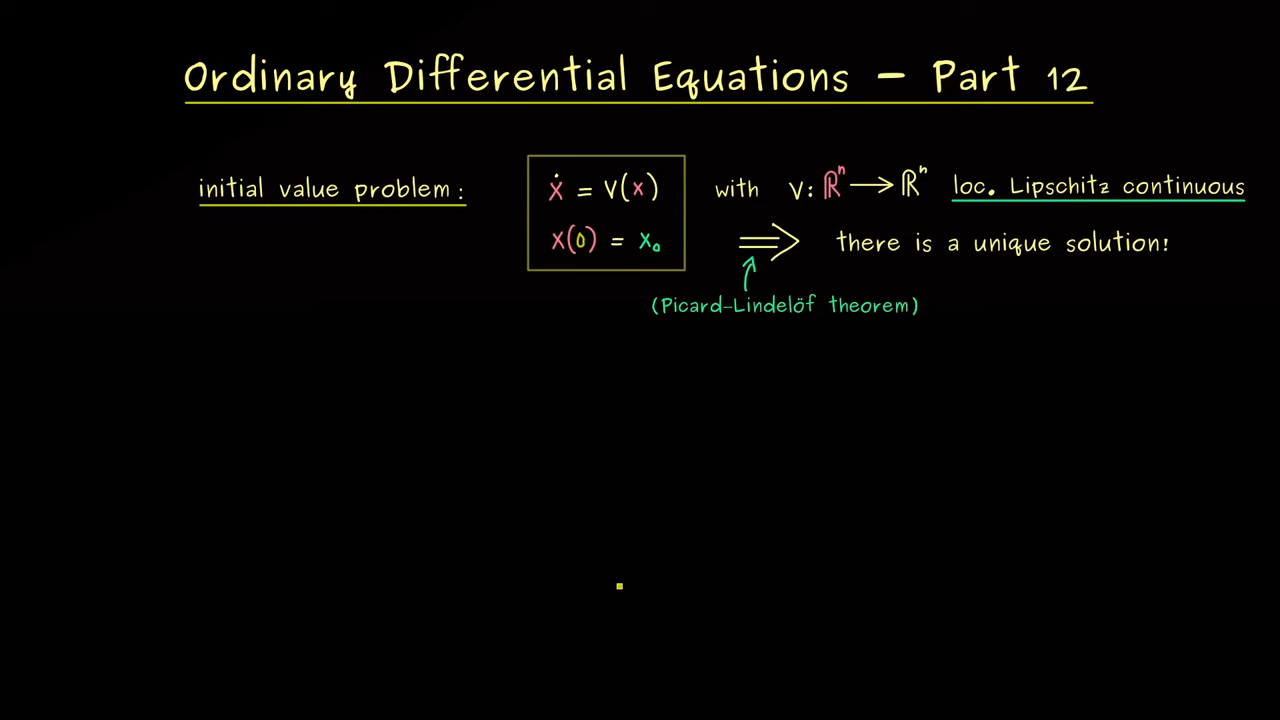 Ordinary Differential Equations – Part 12
initial value problem: ẋ = v(x) with v: ℝⁿ ⟶ ℝⁿ loc. Lipschitz continuous
x(0) = x₀ ⟹ there is a unique solution!
(Picard-Lindelöf theorem)